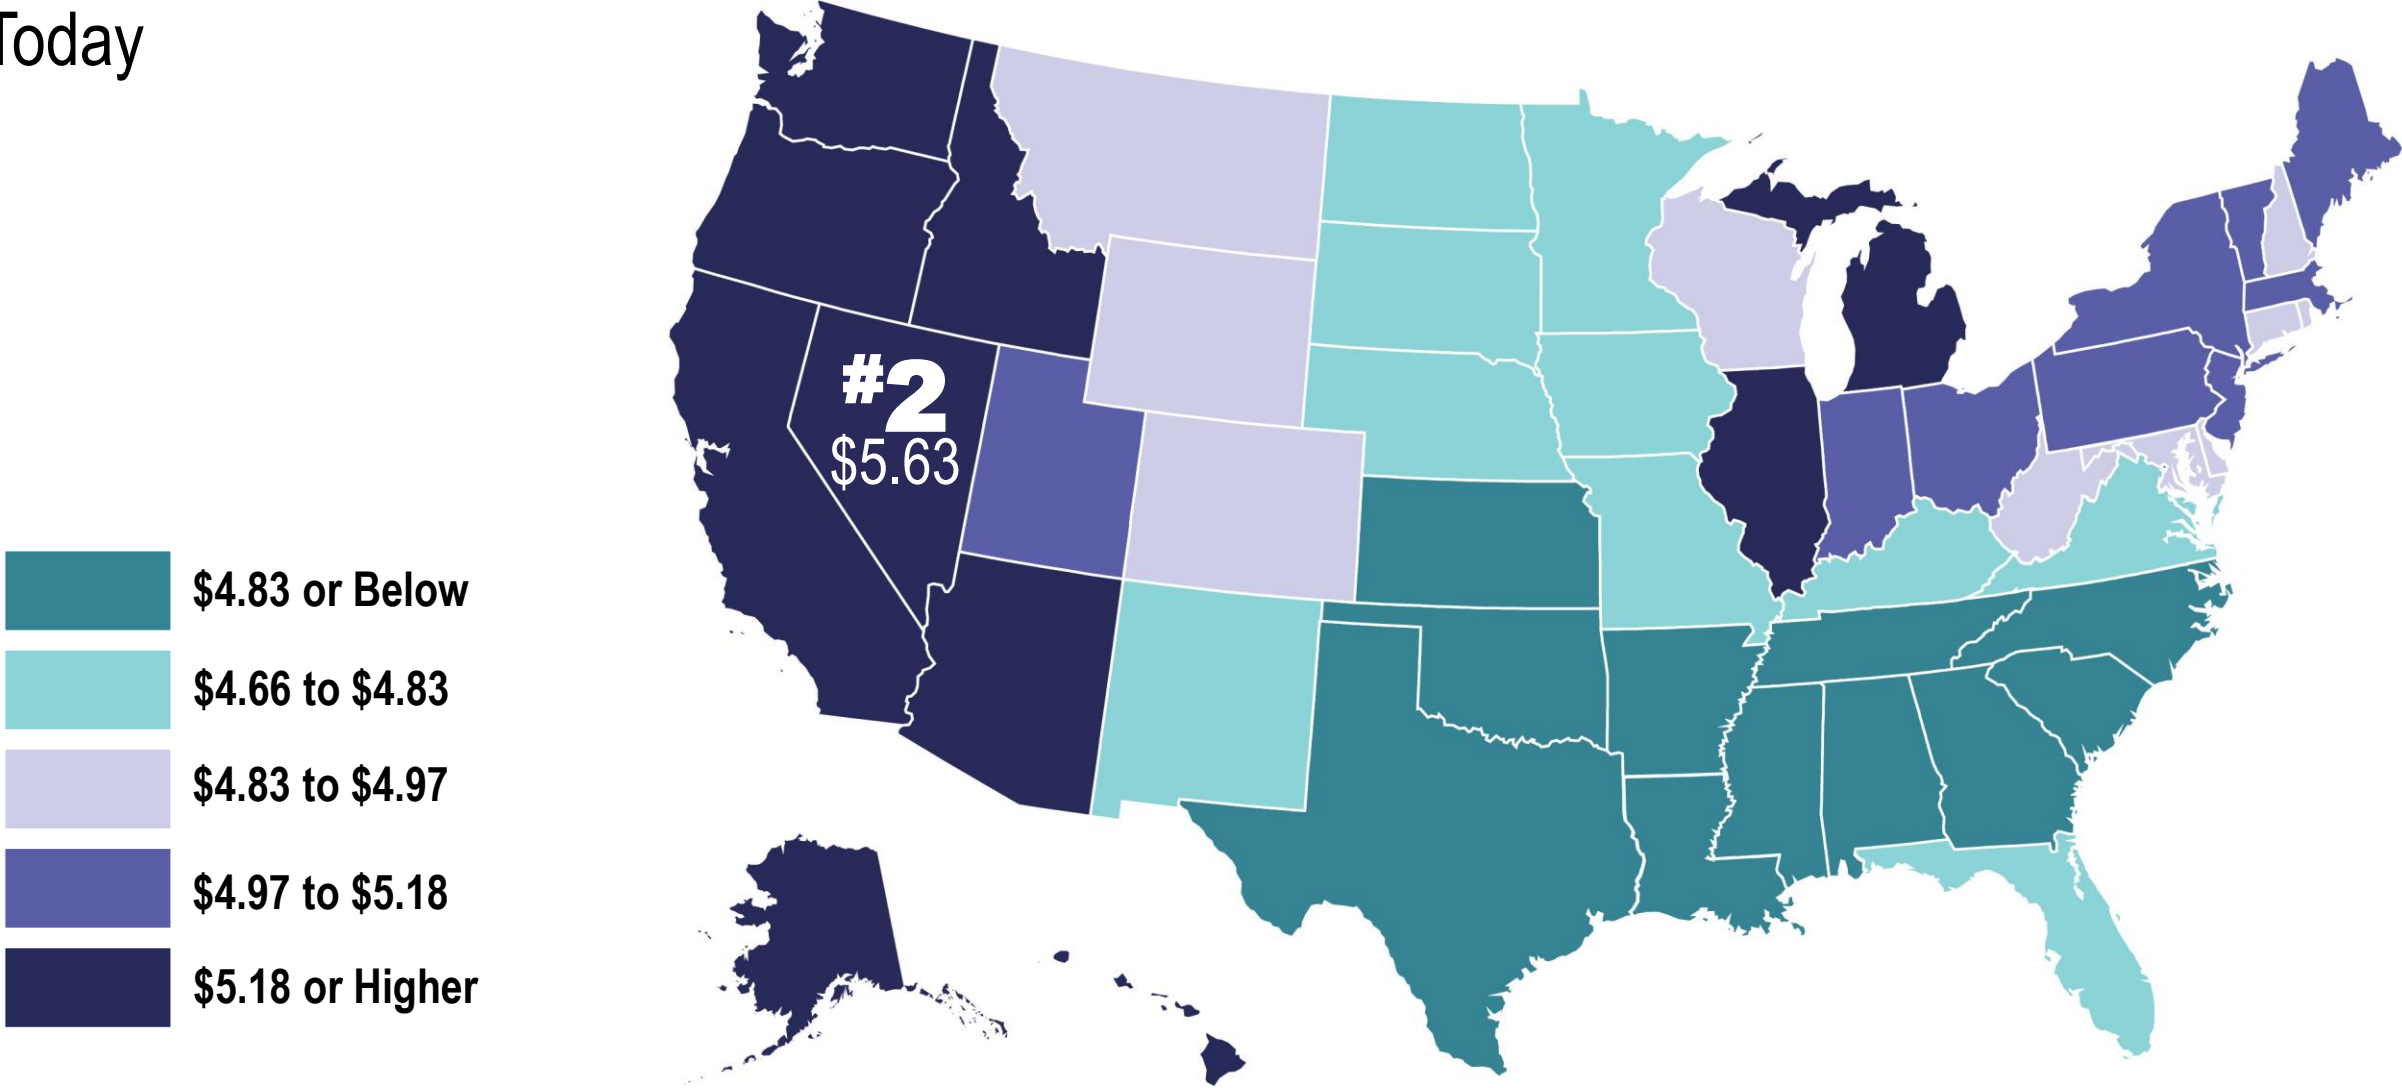 Today
#2
$5.63
$4.83 or Below
$4.66 to $4.83
$4.83 to $4.97
$4.97 to $5.18
$5.18 or Higher